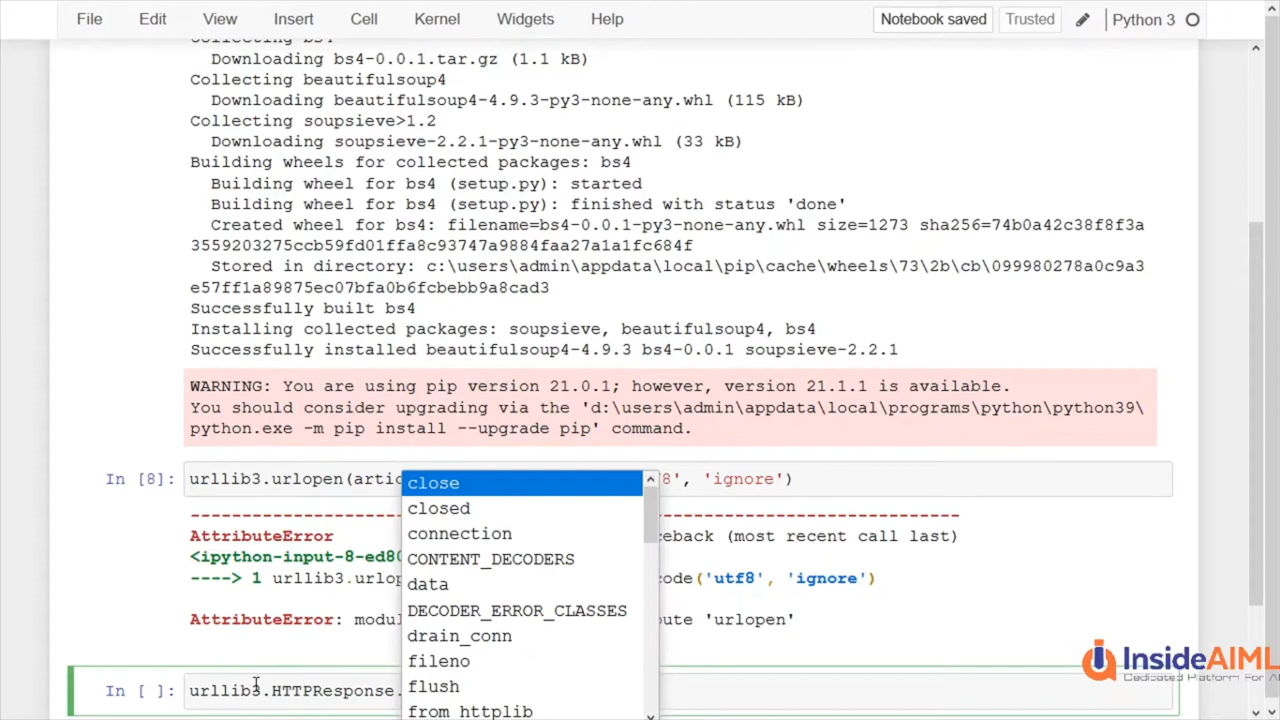 File Edit View Insert Cell Kernel Widgets Help Notebook saved Trusted Python 3
Collecting bs4
Downloading bs4-0.0.1.tar.gz (1.1 kB)
Collecting beautifulsoup4
Downloading beautifulsoup4-4.9.3-py3-none-any.whl (115 kB)
Collecting soupsieve>1.2
Downloading soupsieve-2.2.1-py3-none-any.whl (33 kB)
Building wheels for collected packages: bs4
Building wheel for bs4 (setup.py): started
Building wheel for bs4 (setup.py): finished with status 'done'
Created wheel for bs4: filename=bs4-0.0.1-py3-none-any.whl size=1273 sha256=74b0a42c38f8f3a
3559203275ccb59fd01ffa8c93747a9884faa27a1a1fc684f
Stored in directory: c:\users\admin\appdata\local\pip\cache\wheels\73\2b\cb\099980278a0c9a3
e57ff1a89875ec07bfa0b6fcbebb9a8cad3
Successfully built bs4
Installing collected packages: soupsieve, beautifulsoup4, bs4
Successfully installed beautifulsoup4-4.9.3 bs4-0.0.1 soupsieve-2.2.1
WARNING: You are using pip version 21.0.1; however, version 21.1.1 is available.
You should consider upgrading via the 'd:\users\admin\appdata\local\programs\python\python39\
python.exe -m pip install --upgrade pip' command.
In [8]: urllib3.urlopen(artic 8', 'ignore')
---------------------------------------------------------------------------
AttributeError ceback (most recent call last)
<ipython-input-8-ed80
----> 1 urllib3.urlop code('utf8', 'ignore')
AttributeError: modul ute 'urlopen'
In [ ]: urllib3.HTTPResponse.
close
closed
connection
CONTENT_DECODERS
data
DECODER_ERROR_CLASSES
drain_conn
fileno
flush
from_httplib
InsideAIML
Dedicated Platform For AI